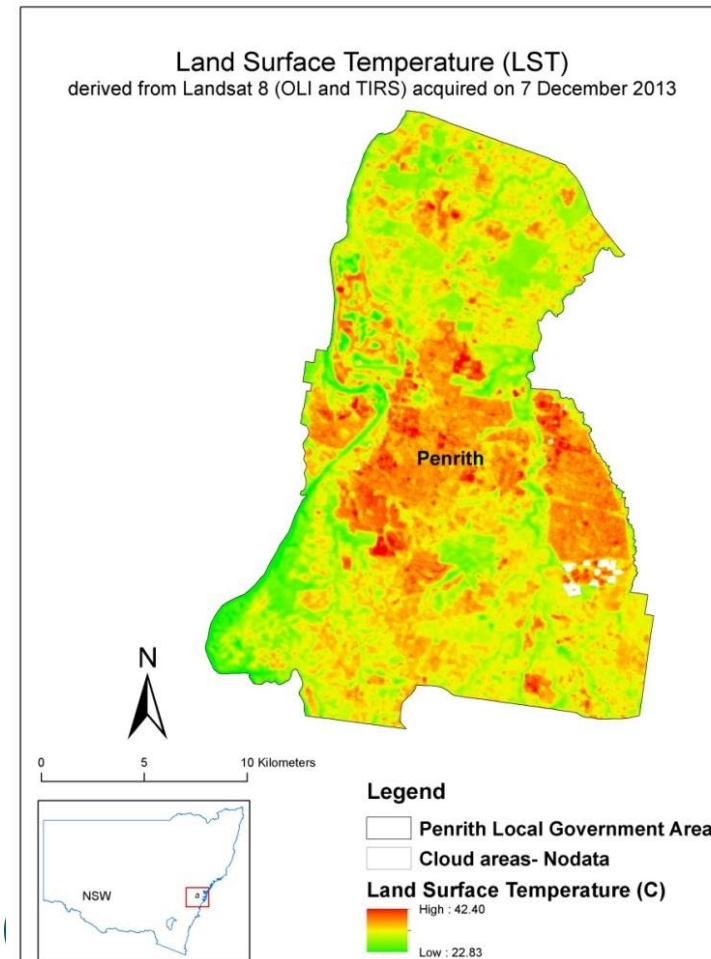 Land Surface Temperature (LST)
derived from Landsat 8 (OLI and TIRS) acquired on 7 December 2013
Penrith
N
0 5 10 Kilometers
NSW
a
Legend
Penrith Local Government Area
Cloud areas- Nodata
Land Surface Temperature (C)
High : 42.40
Low : 22.83